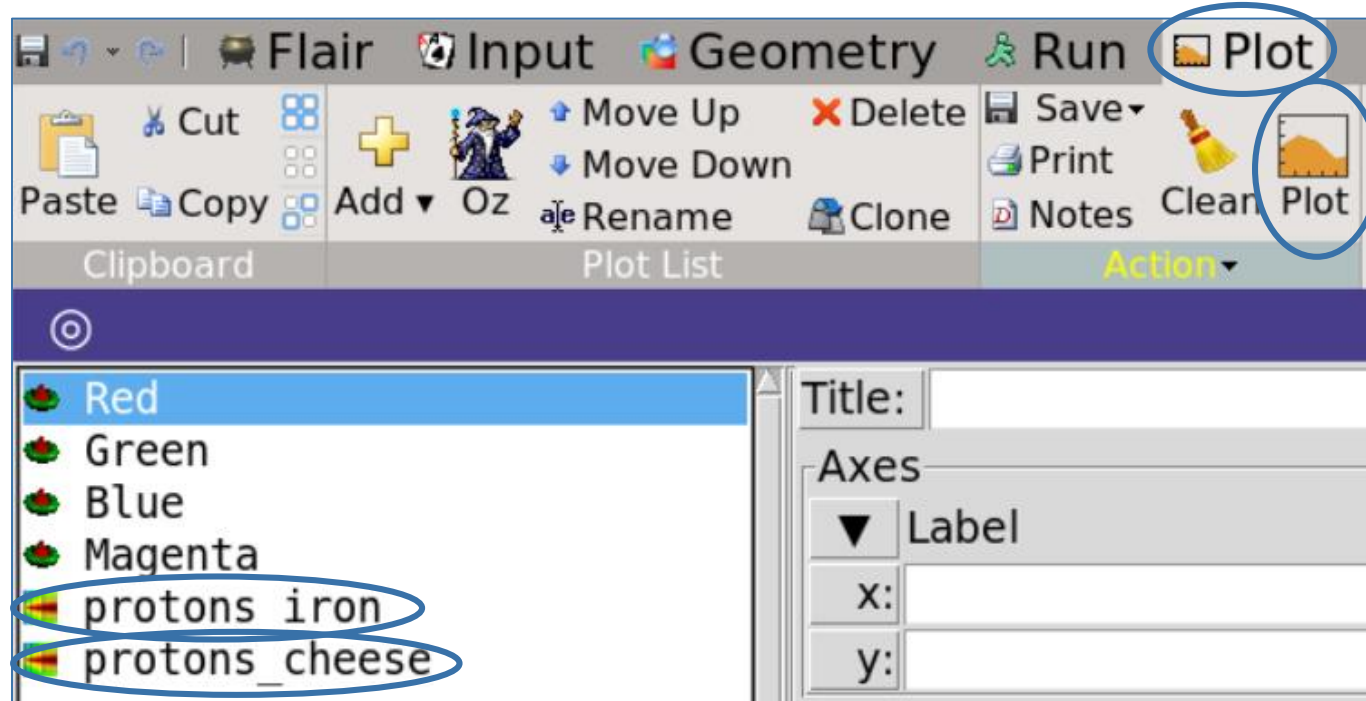 Flair Input Geometry Run Plot
Cut Move Up Delete Save
Move Down Print
Paste Copy Add Oz Rename Clone Notes Clean Plot
Clipboard Plot List Action
Red Title:
Green
Axes
Blue Label
Magenta
protons_iron x:
protons_cheese y: